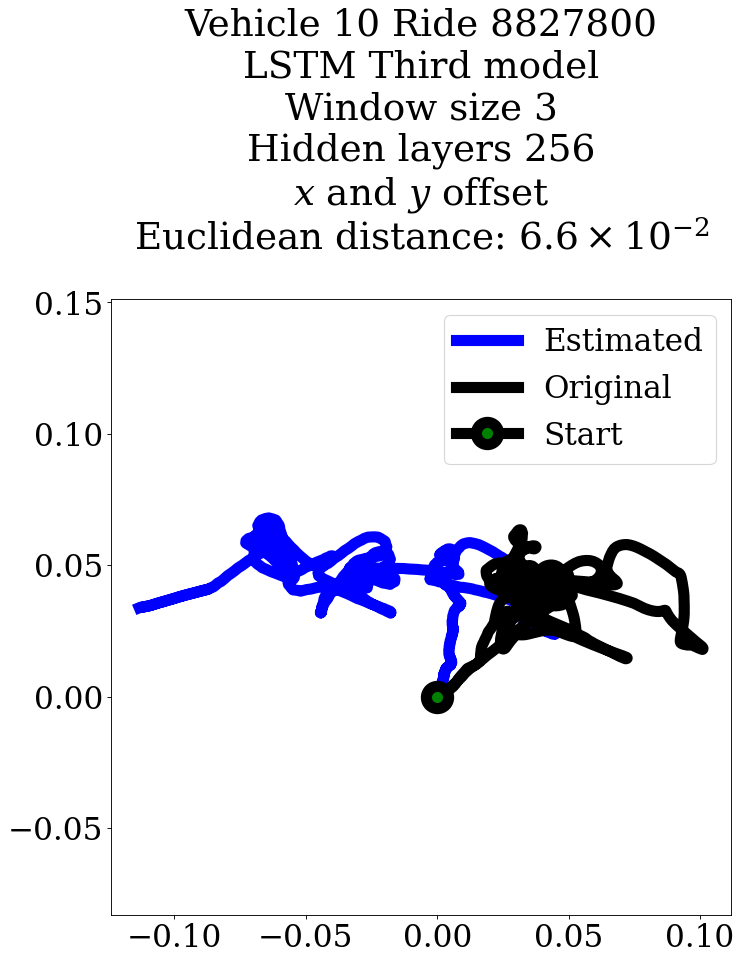 Vehicle 10 Ride 8827800
LSTM Third model
Window size 3
Hidden layers 256
x and y offset
Euclidean distance: 6.6 × 10⁻²
0.15
Estimated
Original
0.10
Start
0.05
0.00
−0.05
−0.10 −0.05 0.00 0.05 0.10